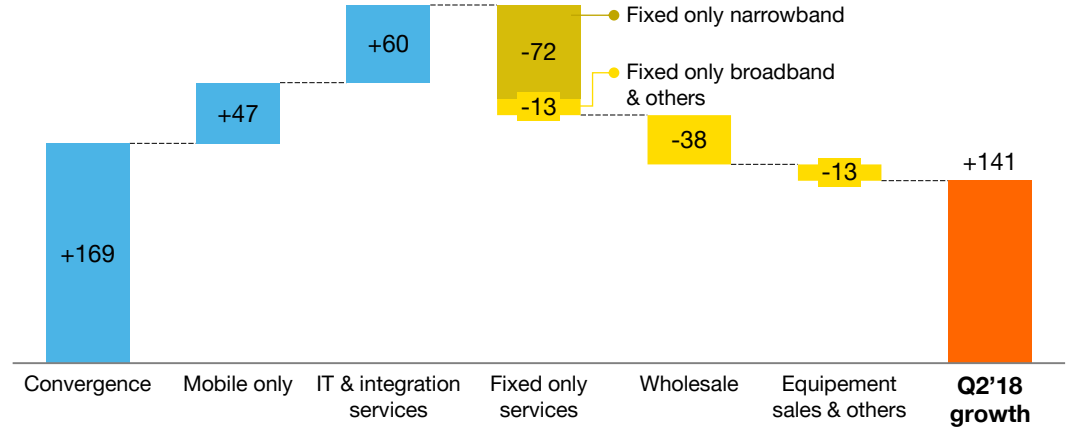 Fixed only narrowband
+60
-72
Fixed only broadband
& others
+47
-13
-38
+141
-13
+169
Convergence
Mobile only
IT & integration
services
Fixed only
services
Wholesale
Equipement
sales & others
Q2'18
growth